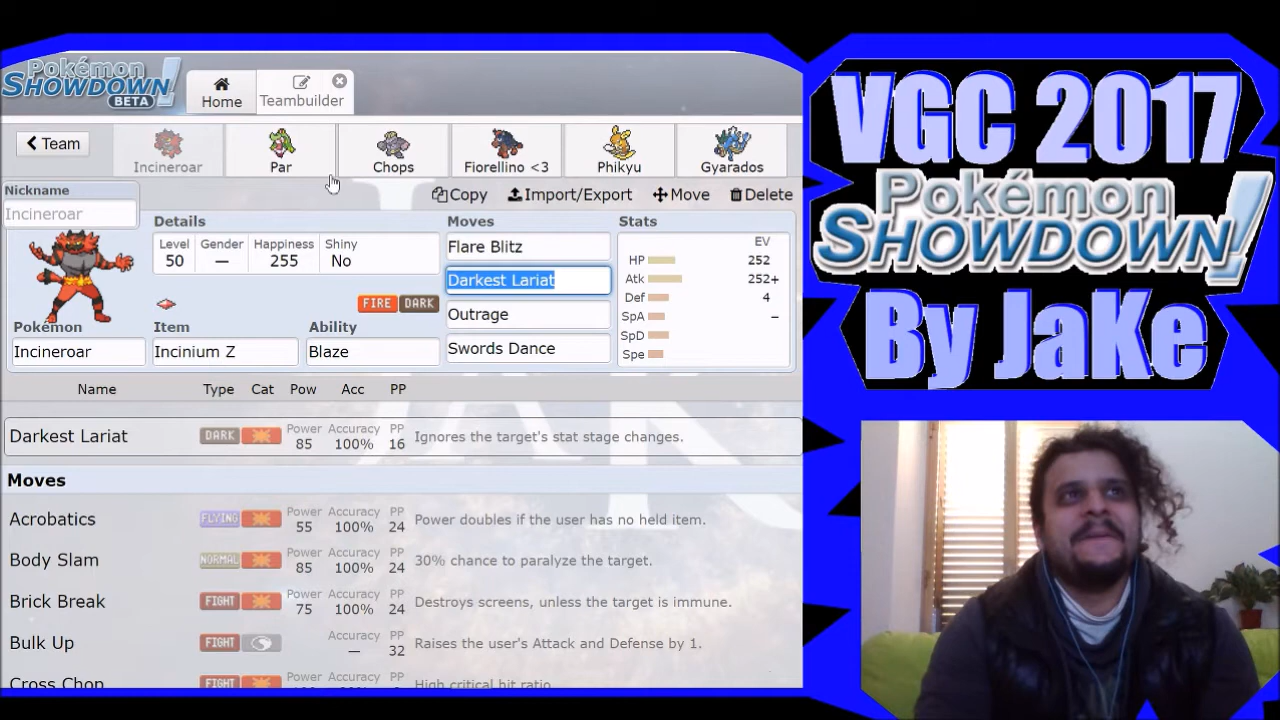 Pokémon
SHOWDOWN!
BETA
Home
Teambuilder
Team
Incineroar
Par
Chops
Fiorellino <3
Phikyu
Gyarados
Copy
Import/Export
Move
Delete
Nickname
Incineroar
Details
Level
50
Gender
—
Happiness
255
Shiny
No
FIRE
DARK
Pokémon
Incineroar
Item
Incinium Z
Ability
Blaze
Moves
Flare Blitz
Darkest Lariat
Outrage
Swords Dance
Stats
EV
HP 252
Atk 252+
Def 4
SpA –
SpD
Spe
Name Type Cat Pow Acc PP
Darkest Lariat DARK Power 85 Accuracy 100% PP 16 Ignores the target's stat stage changes.
Moves
Acrobatics FLYING Power 55 Accuracy 100% PP 24 Power doubles if the user has no held item.
Body Slam NORMAL Power 85 Accuracy 100% PP 24 30% chance to paralyze the target.
Brick Break FIGHT Power 75 Accuracy 100% PP 24 Destroys screens, unless the target is immune.
Bulk Up FIGHT Accuracy — PP 32 Raises the user's Attack and Defense by 1.
Cross Chop FIGHT Power Accuracy PP High critical hit ratio.
VGC 2017
Pokémon
SHOWDOWN!
By JaKe